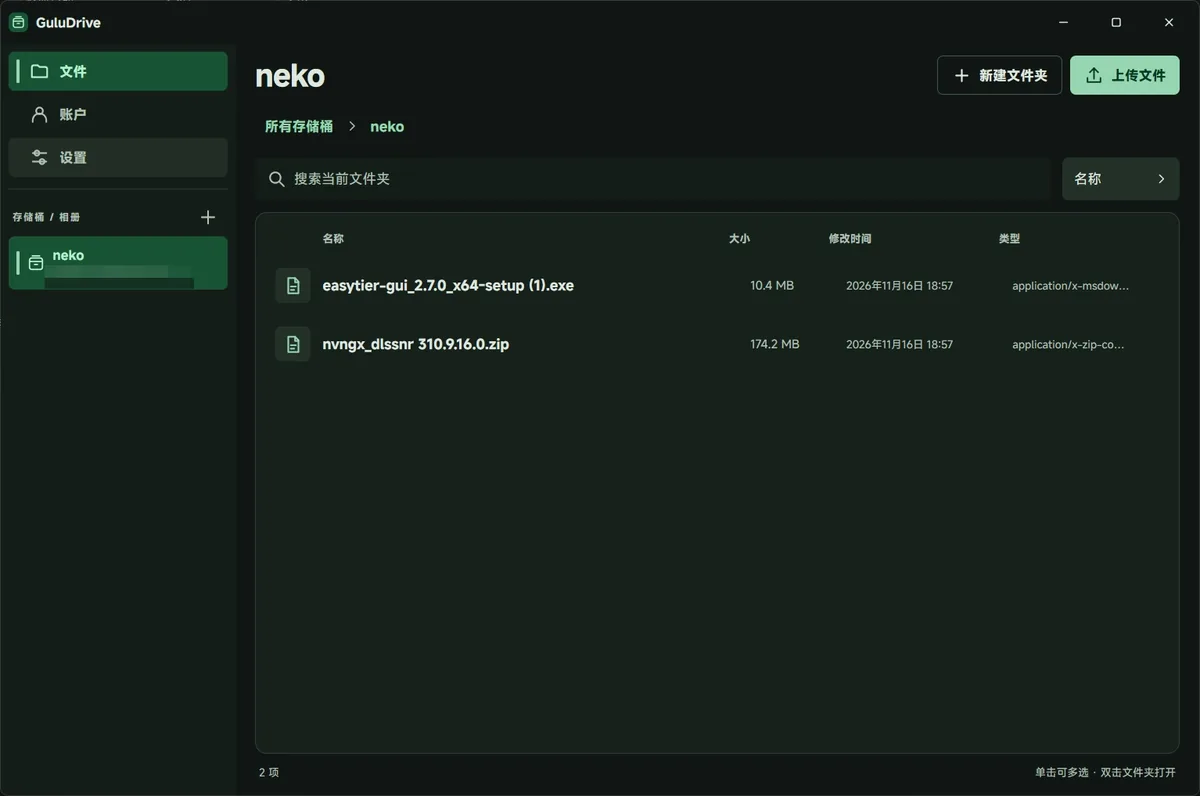 GuluDrive
文件
账户
设置
存储桶 / 相册
neko
neko
新建文件夹
上传文件
所有存储桶 > neko
搜索当前文件夹
名称
名称 大小 修改时间 类型
easytier-gui_2.7.0_x64-setup (1).exe 10.4 MB 2026年11月16日 18:57 application/x-msdow...
nvngx_dlssnr 310.9.16.0.zip 174.2 MB 2026年11月16日 18:57 application/x-zip-co...
2 项
单击可多选 · 双击文件夹打开